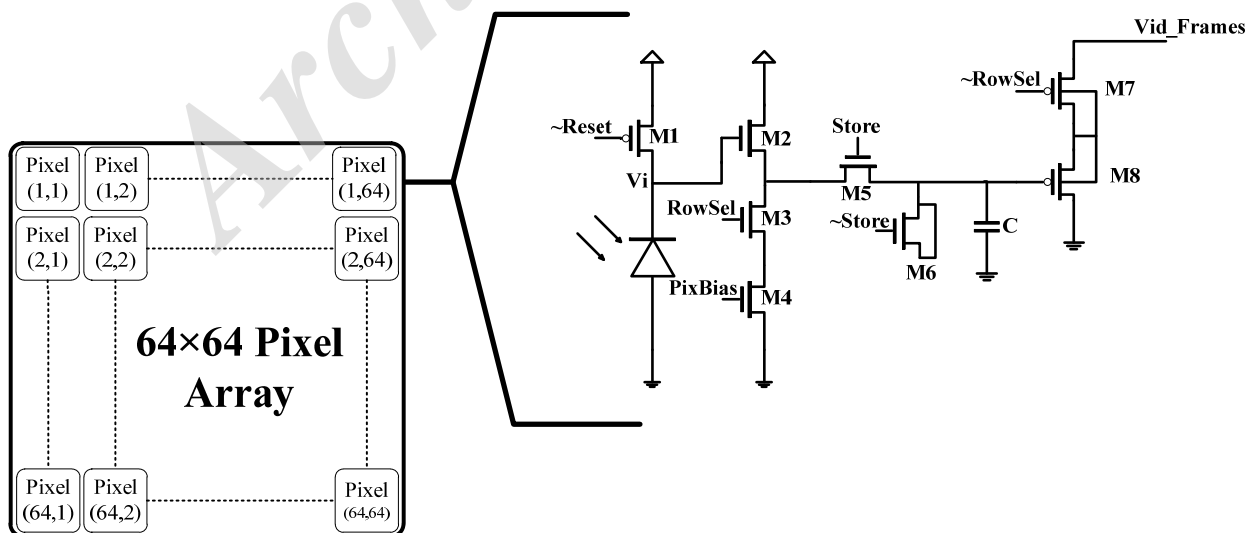 Arch
Pixel
(1,1)
Pixel
(1,2)
Pixel
(1,64)
Pixel
(2,1)
Pixel
(2,2)
Pixel
(2,64)
64×64 Pixel
Array
Pixel
(64,1)
Pixel
(64,2)
Pixel
(64,64)
Vid_Frames
~RowSel
M7
~Reset
M1
M2
Store
Vi
M5
M8
RowSel
M3
~Store
C
M6
PixBias
M4